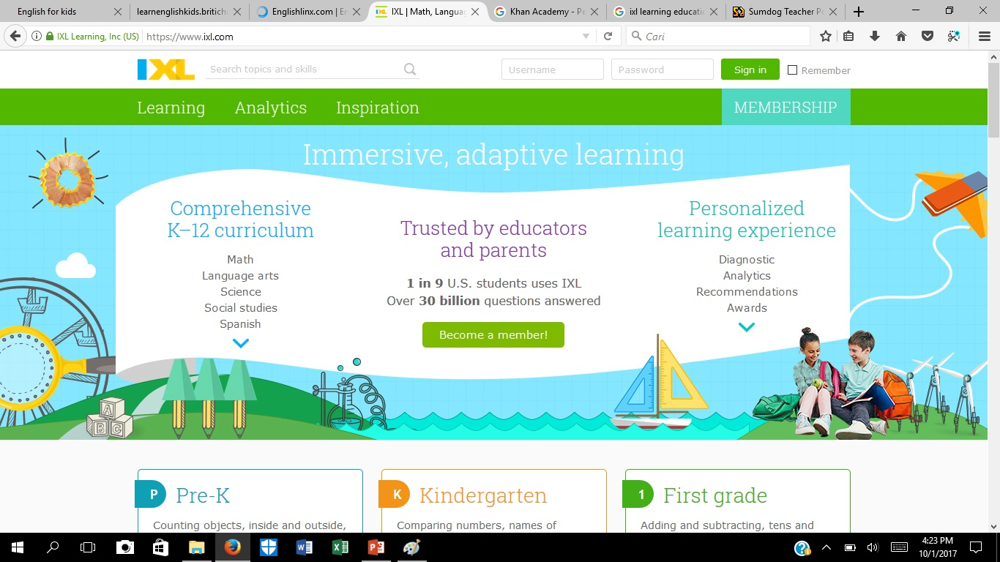 English for kids
learnenglishkids.britiche
Englishlinx.com | En
IXL | Math, Languag
Khan Academy - Pe
ixl learning educatio
Sumdog Teacher Po
IXL Learning, Inc (US)
https://www.ixl.com
Cari
IXL
Search topics and skills
Username
Password
Sign in
Remember
Learning
Analytics
Inspiration
MEMBERSHIP
Immersive, adaptive learning
Comprehensive
K–12 curriculum
Math
Language arts
Science
Social studies
Spanish
Trusted by educators
and parents
1 in 9 U.S. students uses IXL
Over 30 billion questions answered
Become a member!
Personalized
learning experience
Diagnostic
Analytics
Recommendations
Awards
A
B C
P
Pre-K
Counting objects, inside and outside,
K
Kindergarten
Comparing numbers, names of
1
First grade
Adding and subtracting, tens and
4:23 PM
10/1/2017